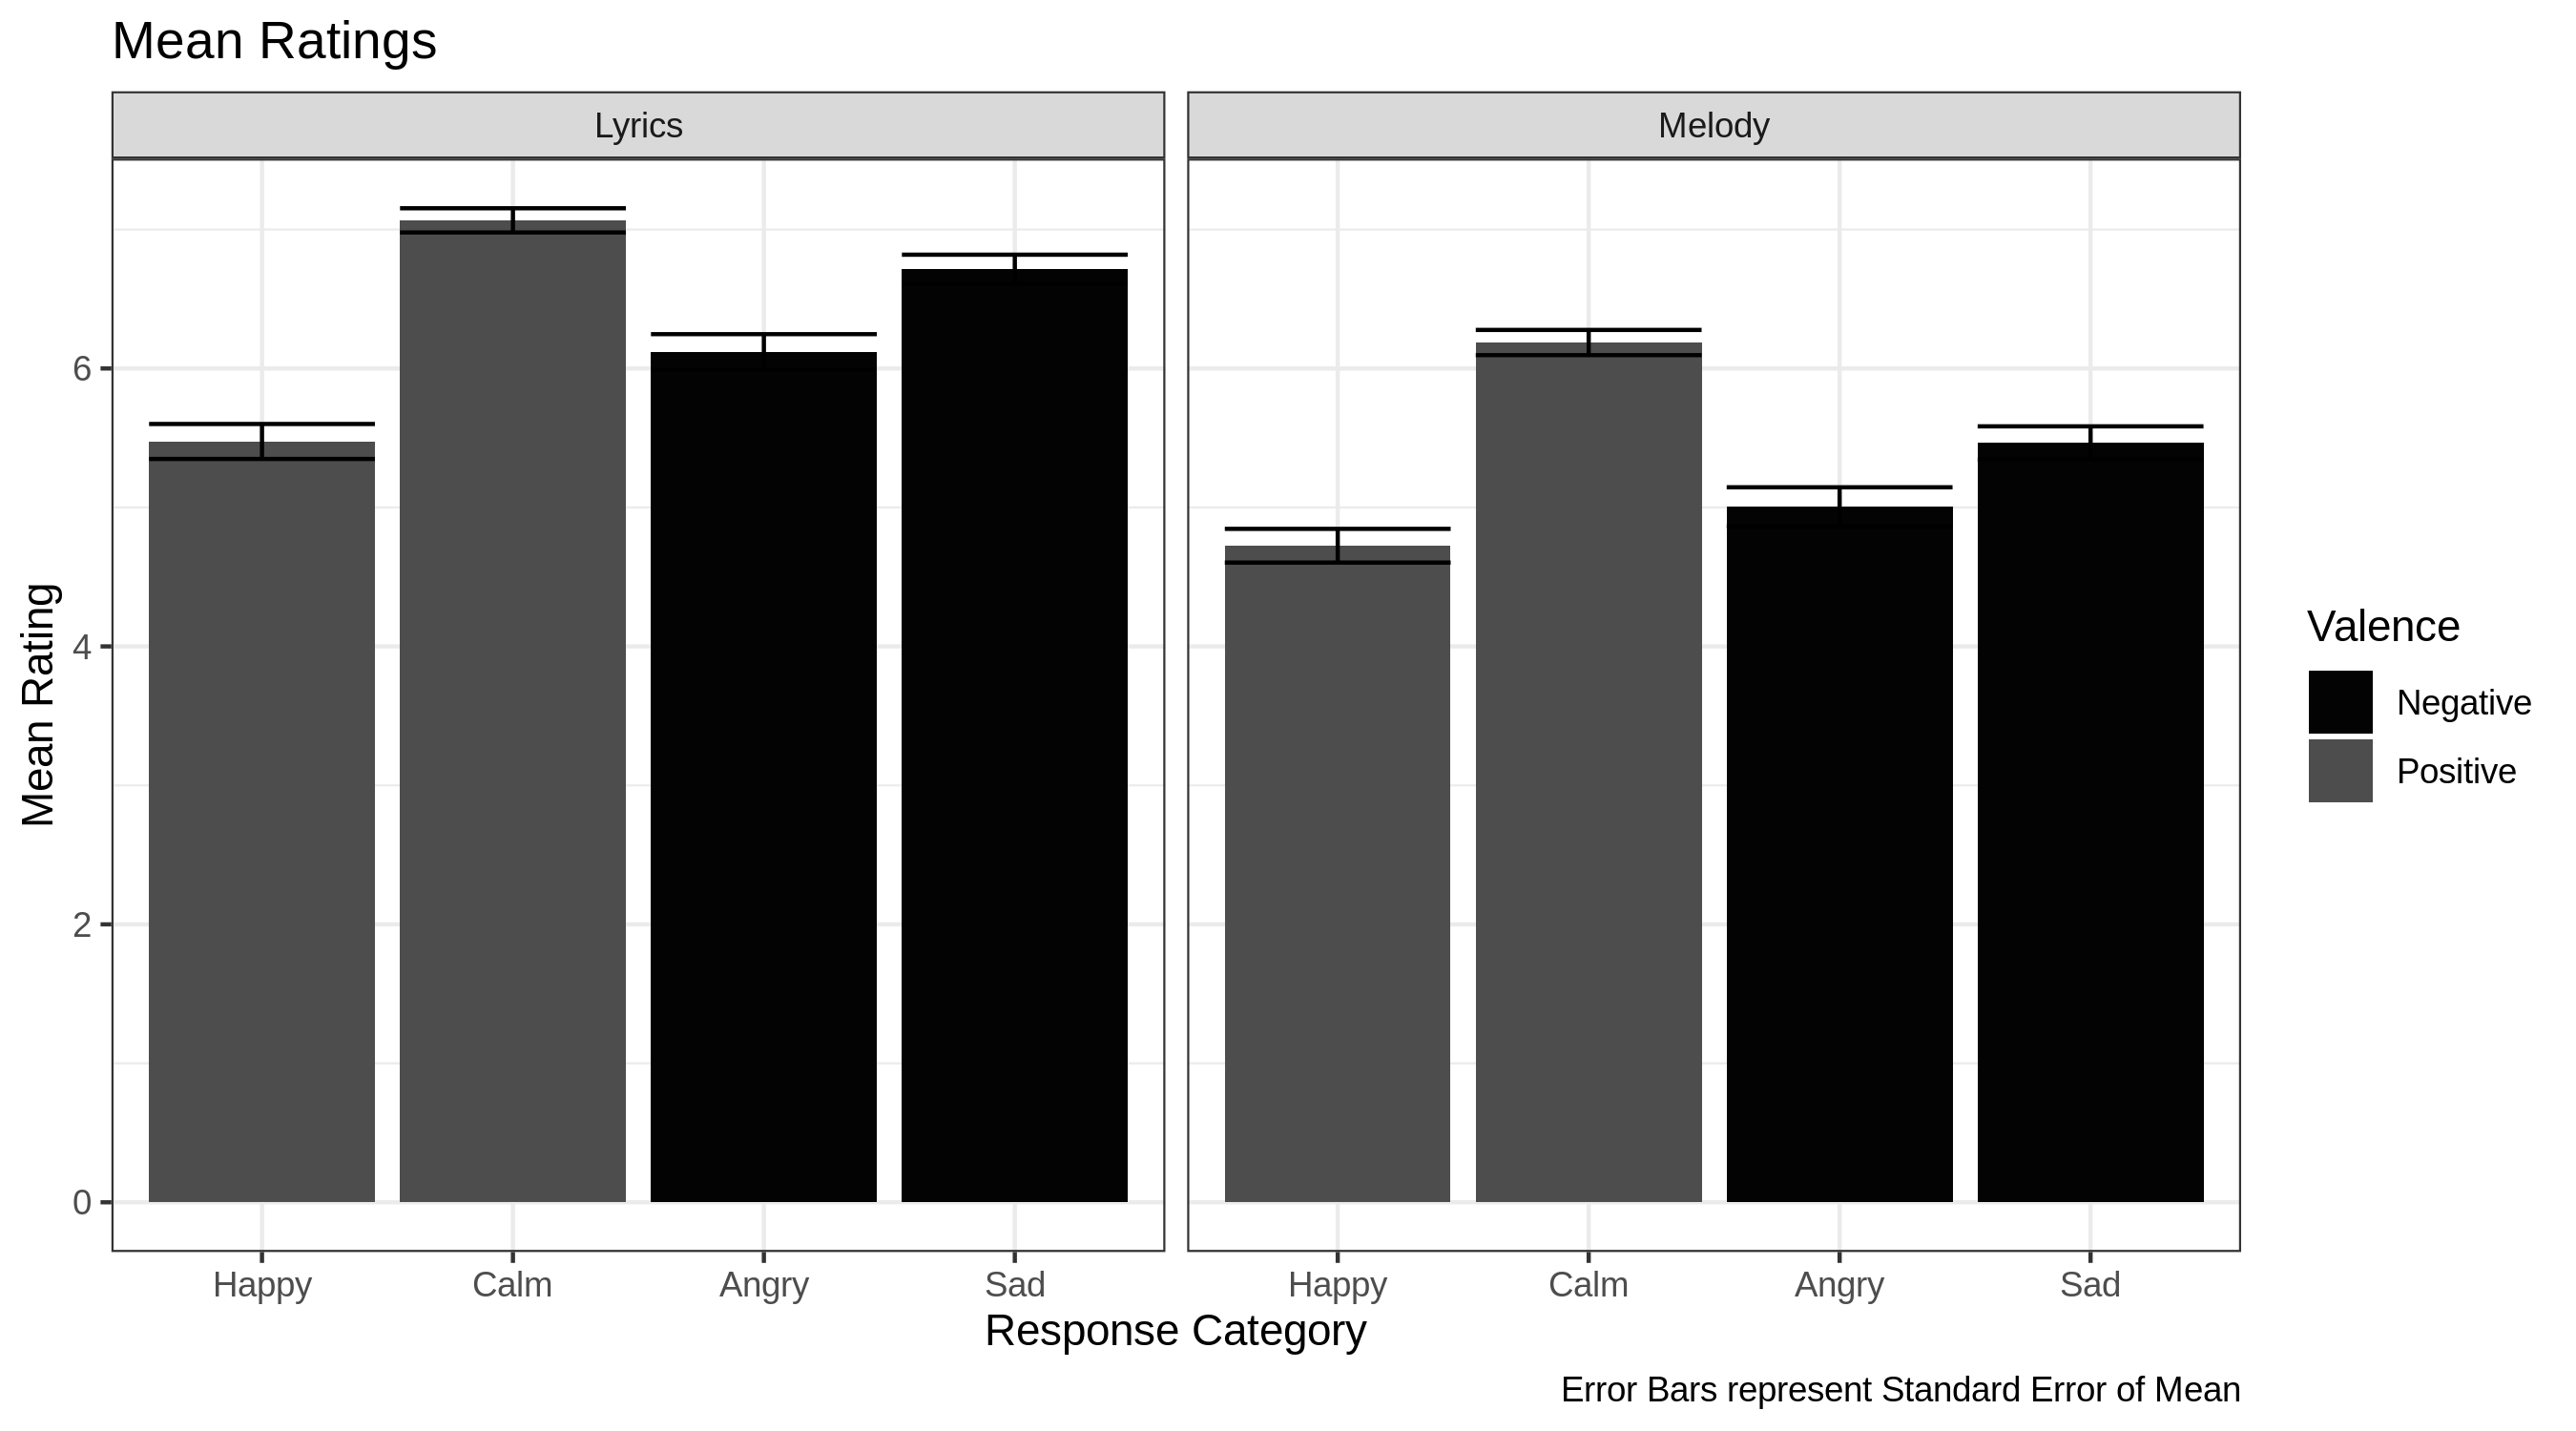 Mean Ratings
Lyrics
Melody
Mean Rating
6
4
2
0
Happy Calm Angry Sad
Happy Calm Angry Sad
Response Category
Valence
Negative
Positive
Error Bars represent Standard Error of Mean